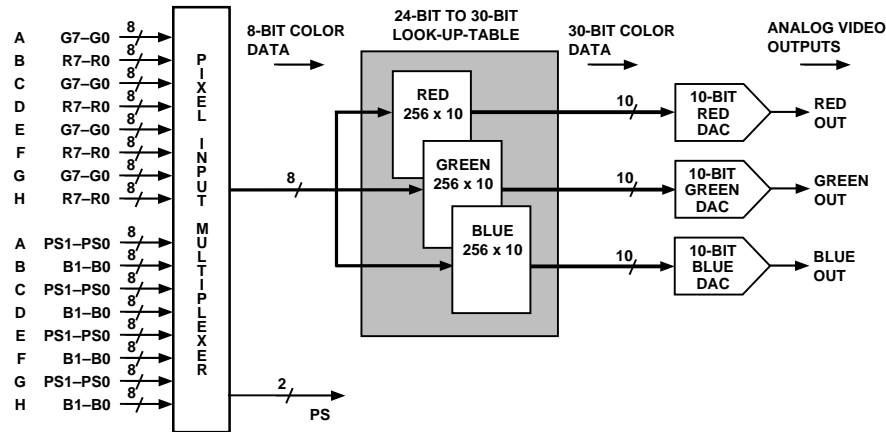 24-BIT TO 30-BIT
LOOK-UP-TABLE
8-BIT COLOR
DATA
30-BIT COLOR
DATA
ANALOG VIDEO
OUTPUTS
A G7–G0 8
B R7–R0 8
C G7–G0 8
D R7–R0 8
E G7–G0 8
F R7–R0 8
G G7–G0 8
H R7–R0 8
A PS1–PS0 8
B B1–B0 8
C PS1–PS0 8
D B1–B0 8
E PS1–PS0 8
F B1–B0 8
G PS1–PS0 8
H B1–B0 8
PIXEL INPUT MULTIPLEXER
8
2
PS
RED
256 x 10
GREEN
256 x 10
BLUE
256 x 10
10
10-BIT
RED
DAC
RED
OUT
10
10-BIT
GREEN
DAC
GREEN
OUT
10
10-BIT
BLUE
DAC
BLUE
OUT